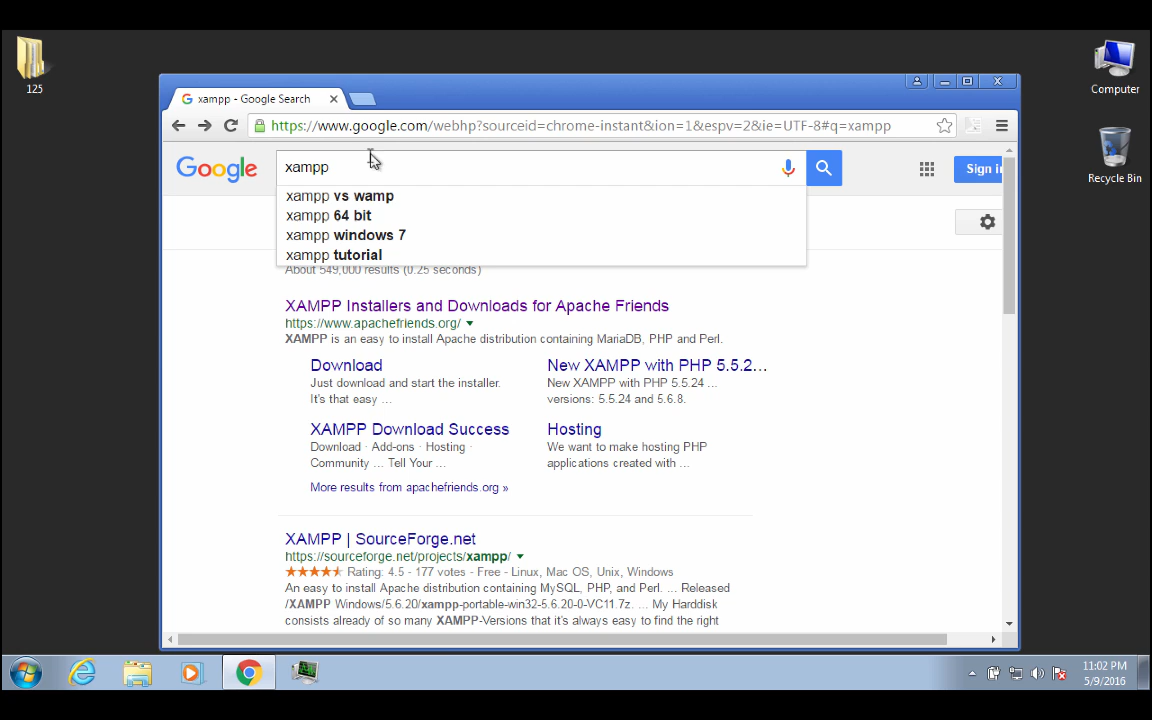 125
Computer
Recycle Bin
xampp - Google Search
https://www.google.com/webhp?sourceid=chrome-instant&ion=1&espv=2&ie=UTF-8#q=xampp
Google
xampp
Sign in
xampp vs wamp
xampp 64 bit
xampp windows 7
xampp tutorial
About 549,000 results (0.25 seconds)
XAMPP Installers and Downloads for Apache Friends
https://www.apachefriends.org/
XAMPP is an easy to install Apache distribution containing MariaDB, PHP and Perl.
Download
Just download and start the installer.
It's that easy ...
New XAMPP with PHP 5.5.2...
New XAMPP with PHP 5.5.24 ...
versions: 5.5.24 and 5.6.8.
XAMPP Download Success
Download · Add-ons · Hosting ·
Community ... Tell Your ...
Hosting
We want to make hosting PHP
applications created with ...
More results from apachefriends.org »
XAMPP | SourceForge.net
https://sourceforge.net/projects/xampp/
Rating: 4.5 - 177 votes - Free - Linux, Mac OS, Unix, Windows
An easy to install Apache distribution containing MySQL, PHP, and Perl. ... Released
/XAMPP Windows/5.6.20/xampp-portable-win32-5.6.20-0-VC11.7z. ... My Harddisk
consists already of so many XAMPP-Versions that it's always easy to find the right
11:02 PM
5/9/2016